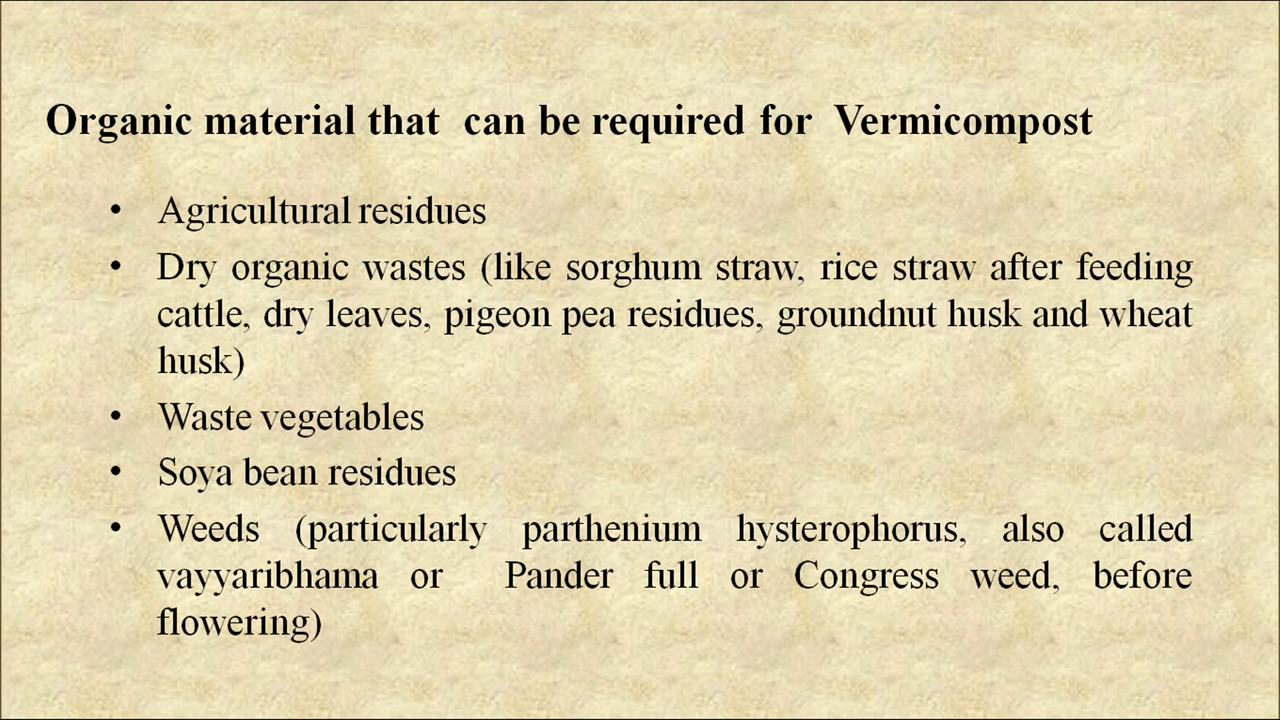 Organic material that can be required for Vermicompost
• Agricultural residues
• Dry organic wastes (like sorghum straw, rice straw after feeding
cattle, dry leaves, pigeon pea residues, groundnut husk and wheat
husk)
• Waste vegetables
• Soya bean residues
• Weeds (particularly parthenium hysterophorus, also called
vayyaribhama or Pander full or Congress weed, before
flowering)